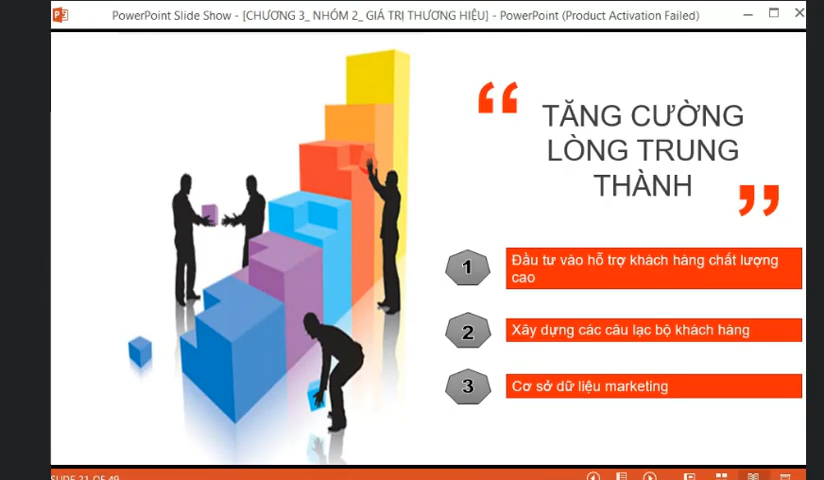 PowerPoint Slide Show - [CHƯƠNG 3_ NHÓM 2_ GIÁ TRỊ THƯƠNG HIỆU] - PowerPoint (Product Activation Failed)
“
TĂNG CƯỜNG
LÒNG TRUNG
THÀNH
”
1
Đầu tư vào hỗ trợ khách hàng chất lượng
cao
2
Xây dựng các câu lạc bộ khách hàng
3
Cơ sở dữ liệu marketing
SLIDE 21 OF 49